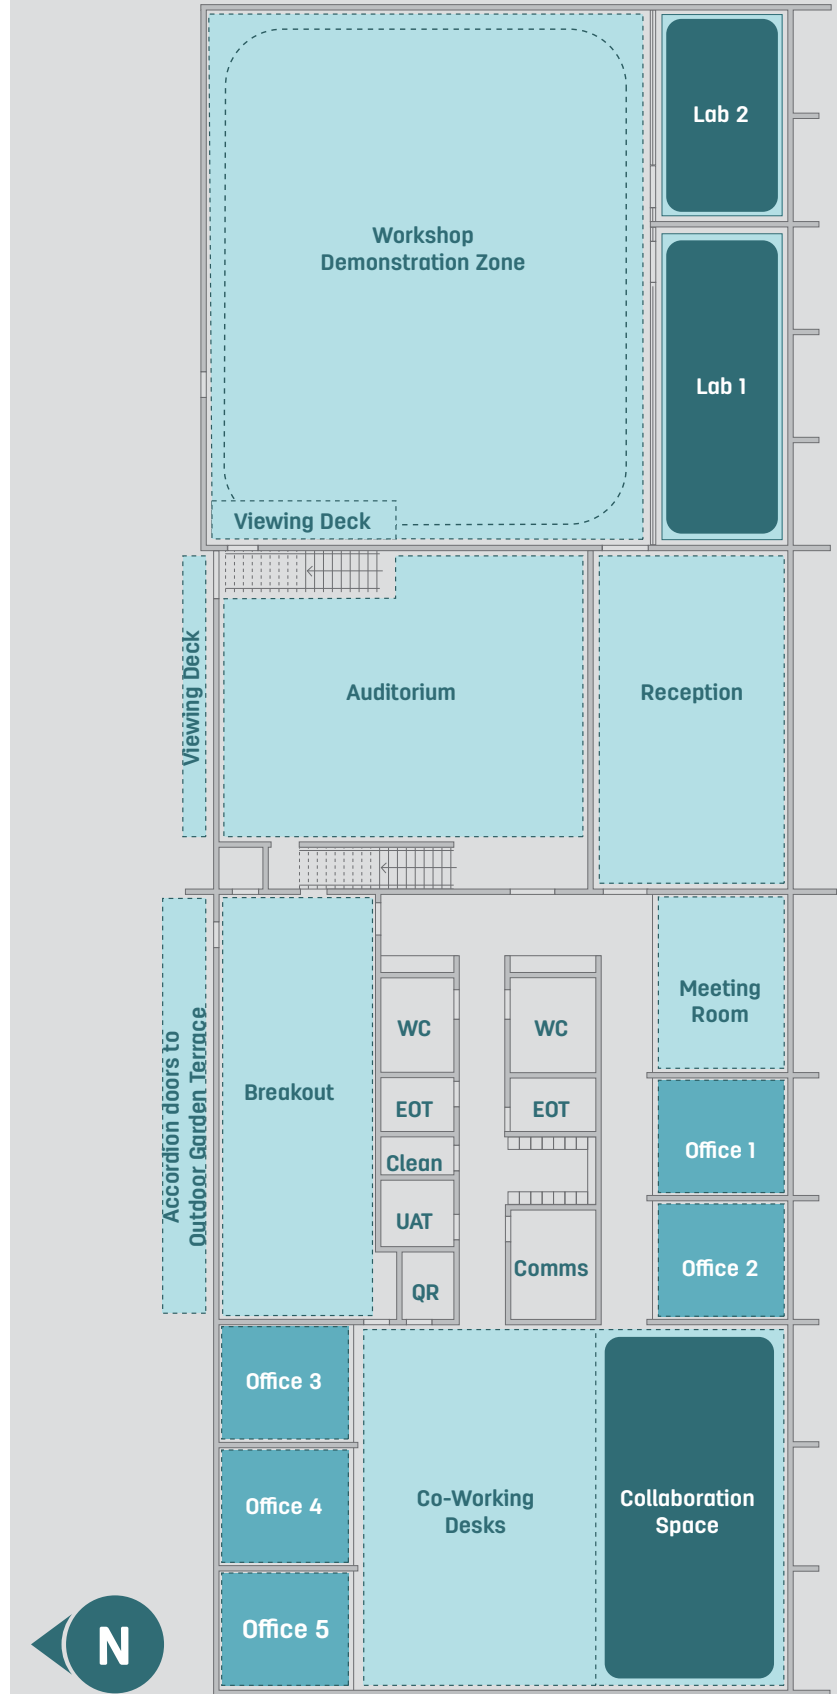 Lab 2
Workshop
Demonstration Zone
Lab 1
Viewing Deck
Viewing Deck
Auditorium
Reception
Meeting
Room
WC
WC
Accordion doors to
Outdoor Garden Terrace
Breakout
EOT
EOT
Office 1
Clean
UAT
Comms
Office 2
QR
Office 3
Co-Working
Desks
Collaboration
Space
Office 4
Office 5
N